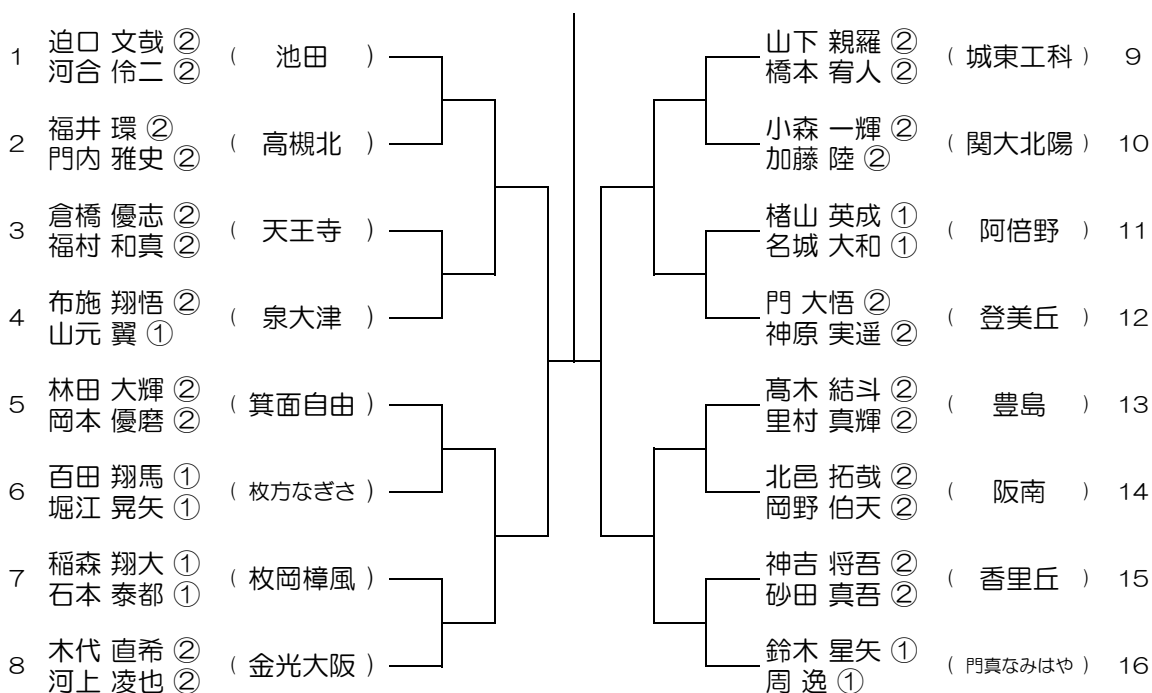 1 迫口 文哉 ② ( 池田 )
河合 伶二 ②
2 福井 環 ② ( 高槻北 )
門内 雅史 ②
3 倉橋 優志 ② ( 天王寺 )
福村 和真 ②
4 布施 翔悟 ② ( 泉大津 )
山元 翼 ①
5 林田 大輝 ② ( 箕面自由 )
岡本 優磨 ②
6 百田 翔馬 ① ( 枚方なぎさ )
堀江 晃矢 ①
7 稲森 翔大 ① ( 枚岡樟風 )
石本 泰都 ①
8 木代 直希 ② ( 金光大阪 )
河上 凌也 ②
山下 親羅 ② ( 城東工科 ) 9
橋本 宥人 ②
小森 一輝 ② ( 関大北陽 ) 10
加藤 陸 ②
楮山 英成 ① ( 阿倍野 ) 11
名城 大和 ①
門 大悟 ② ( 登美丘 ) 12
神原 実遥 ②
髙木 結斗 ② ( 豊島 ) 13
里村 真輝 ②
北邑 拓哉 ② ( 阪南 ) 14
岡野 伯天 ②
神吉 将吾 ② ( 香里丘 ) 15
砂田 真吾 ②
鈴木 星矢 ① ( 門真なみはや ) 16
周 逸 ①